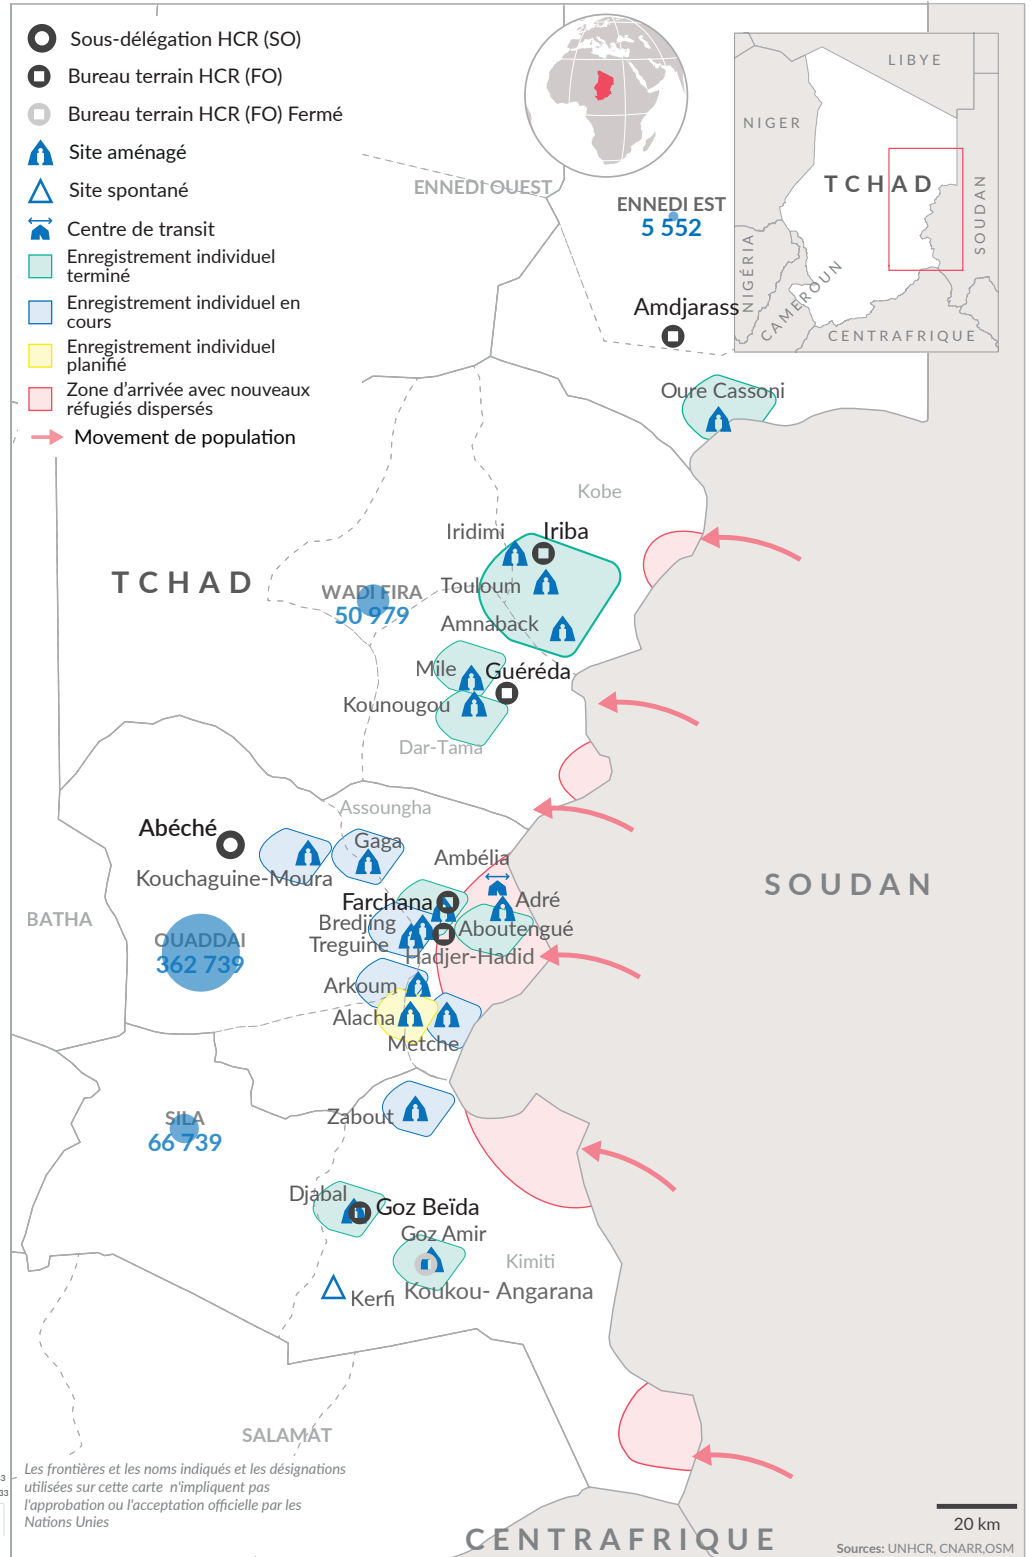 Sous-délégation HCR (SO)
Bureau terrain HCR (FO)
Bureau terrain HCR (FO) Fermé
Site aménagé
Site spontané
Centre de transit
Enregistrement individuel
terminé
Enregistrement individuel en
cours
Enregistrement individuel
planifié
Zone d'arrivée avec nouveaux
réfugiés dispersés
Movement de population
LIBYE
NIGER
TCHAD
SOUDAN
NIGÉRIA
CAMEROUN
CENTRAFRIQUE
ENNEDI OUEST
ENNEDI EST
5 552
Amdjarass
Oure Cassoni
Kobe
Iridimi
Iriba
TCHAD
WADI FIRA
50 979
Touloum
Amnaback
Mile
Guéréda
Kounougou
Dar-Tama
Assoungha
Abéché
Gaga
Ambélia
Kouchaguine-Moura
SOUDAN
Farchana
Adré
BATHA
Bredjing
Aboutengué
Treguine
OUADDAI
362 739
Hadjer-Hadid
Arkoum
Alacha
Metche
SILA
66 739
Zabout
Djabal
Goz Beïda
Goz Amir
Kimiti
Kerfi
Koukou- Angarana
SALAMAT
Les frontières et les noms indiqués et les désignations
utilisées sur cette carte n'impliquent pas
l'approbation ou l'acceptation officielle par les
Nations Unies
3
33
20 km
CENTRAFRIQUE
Sources: UNHCR, CNARR,OSM